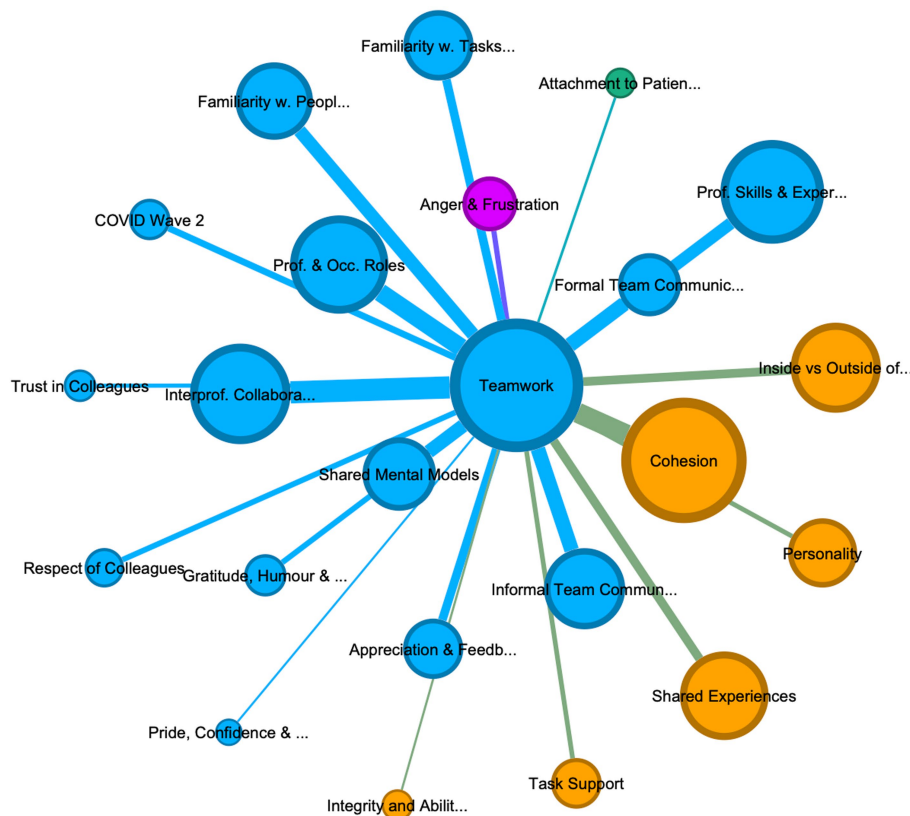 Familiarity w. Tasks...
Attachment to Patien...
Familiarity w. Peopl...
Prof. Skills & Exper...
Anger & Frustration
COVID Wave 2
Prof. & Occ. Roles
Formal Team Communic...
Inside vs Outside of...
Trust in Colleagues
Interprof. Collabora...
Teamwork
Cohesion
Shared Mental Models
Personality
Respect of Colleagues
Gratitude, Humour & ...
Informal Team Commun...
Appreciation & Feedb...
Shared Experiences
Pride, Confidence & ...
Task Support
Integrity and Abilit...